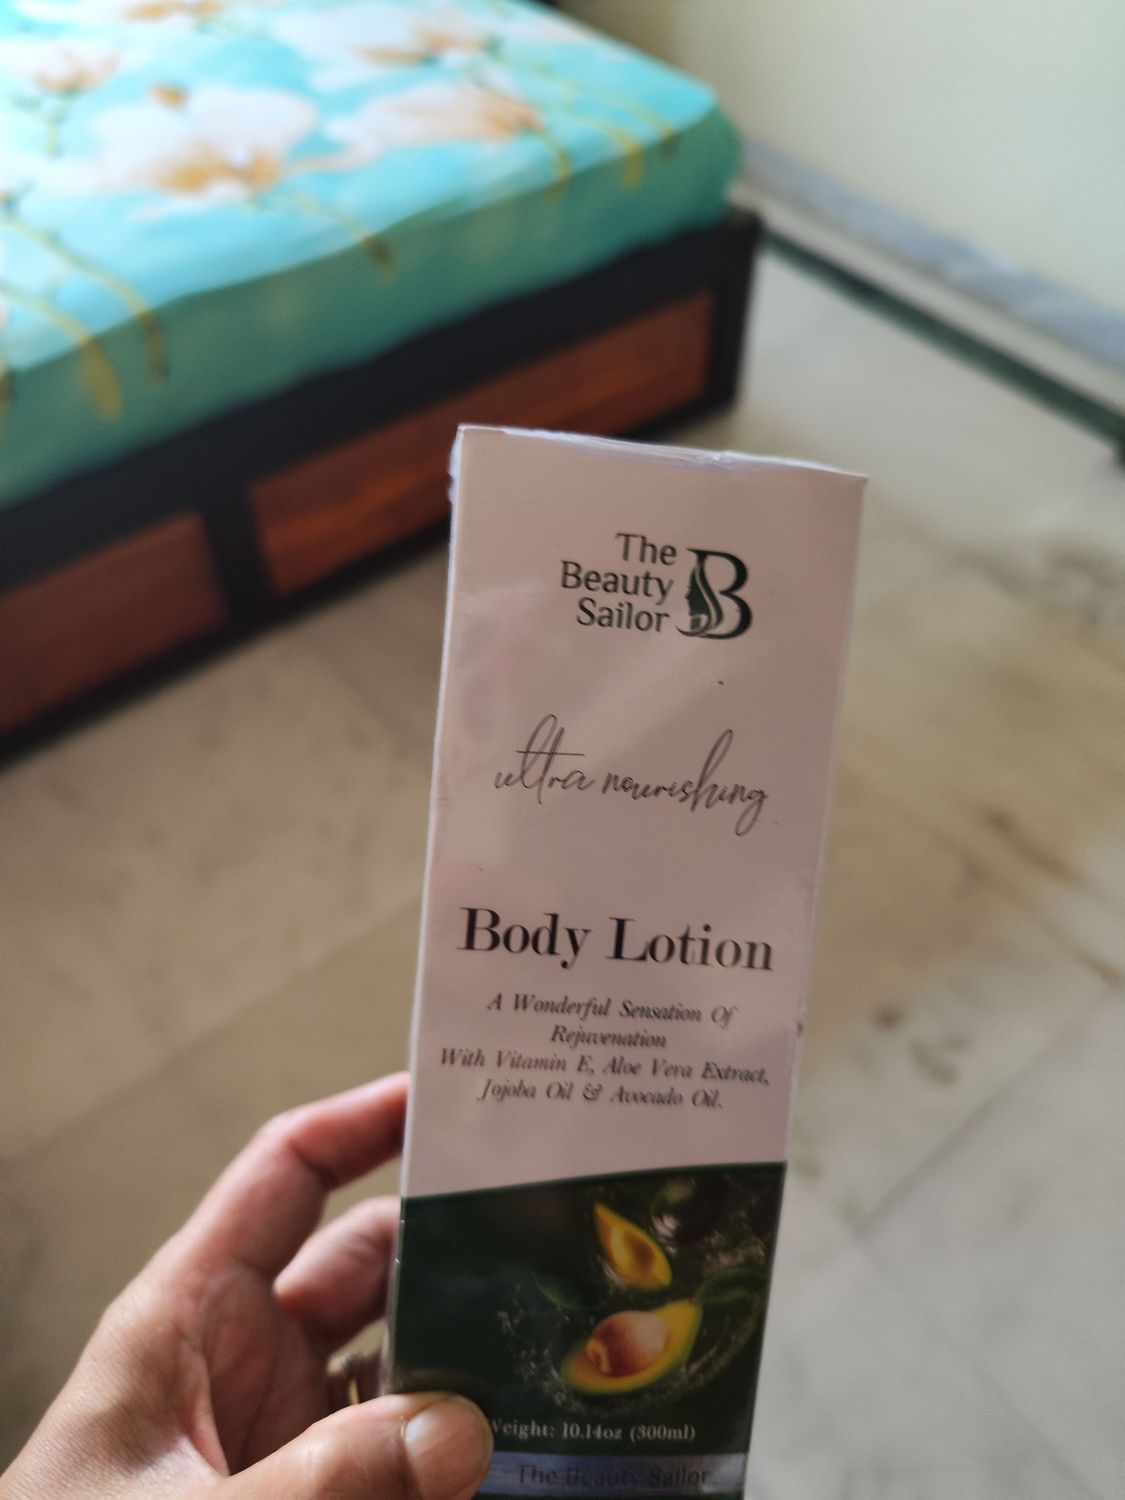 The
Beauty
Sailor
B
ultra nourishing
Body Lotion
A Wonderful Sensation Of
Rejuvenation
With Vitamin E, Aloe Vera Extract,
Jojoba Oil & Avocado Oil.
Weight: 10.14oz (300ml)
The Beauty Sailor